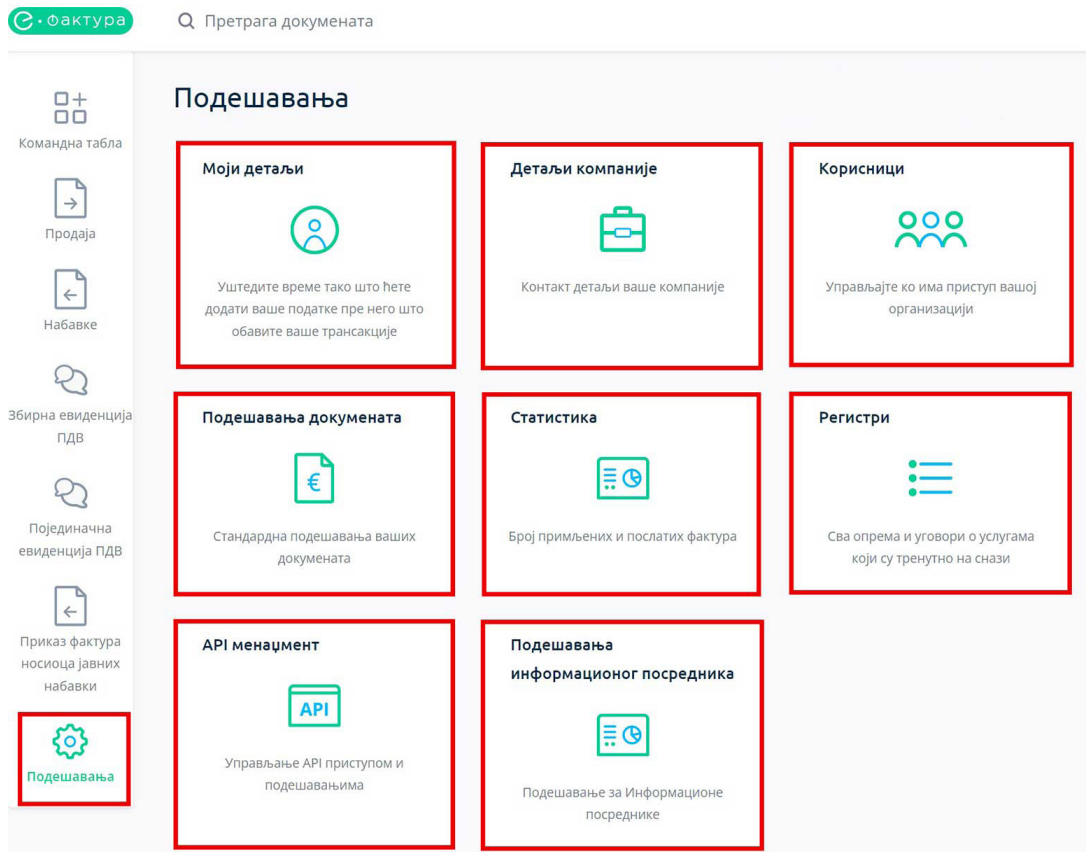 е·Фактура
Претрага докумената
Командна табла
Продаја
Набавке
Збирна евиденција
ПДВ
Појединачна
евиденција ПДВ
Приказ фактура
носиоца јавних
набавки
Подешавања
Подешавања
Моји детаљи
Уштедите време тако што ћете
додати ваше податке пре него што
обавите ваше трансакције
Детаљи компаније
Контакт детаљи ваше компаније
Корисници
Управљајте ко има приступ вашој
организацији
Подешавања докумената
€
Стандардна подешавања ваших
докумената
Статистика
Број примљених и послатих фактура
Регистри
Сва опрема и уговори о услугама
који су тренутно на снази
API менаџмент
API
Управљање API приступом и
подешавањима
Подешавања
информационог посредника
Подешавање за Информационе
посреднике